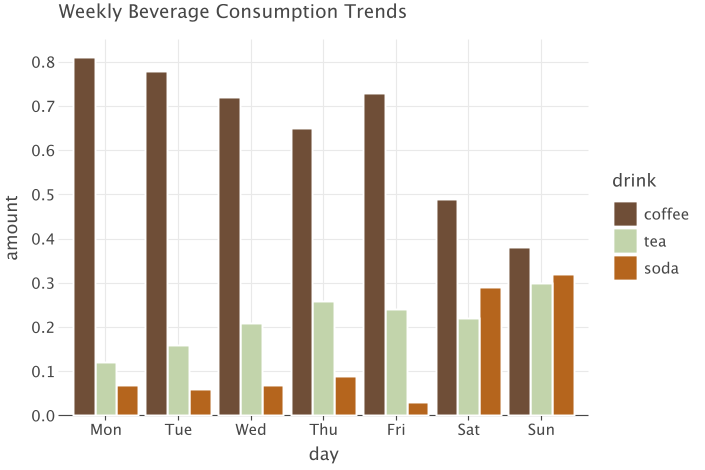 Weekly Beverage Consumption Trends
amount
0.8
0.7
0.6
0.5
0.4
0.3
0.2
0.1
0.0
Mon Tue Wed Thu Fri Sat Sun
day
drink
coffee
tea
soda